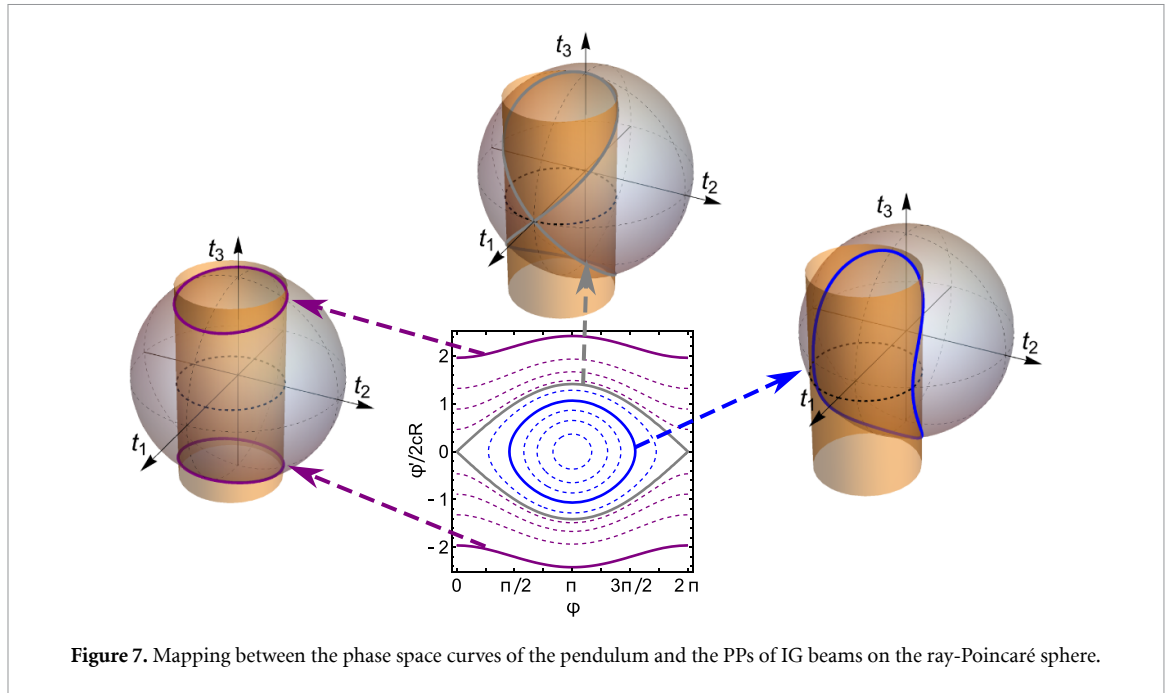 t3
t2
t1
t3
t2
t1
t3
t2
t1
φ'/2cR
2
1
0
-1
-2
0 π/2 π 3π/2 2π
φ
Figure 7. Mapping between the phase space curves of the pendulum and the PPs of IG beams on the ray-Poincaré sphere.